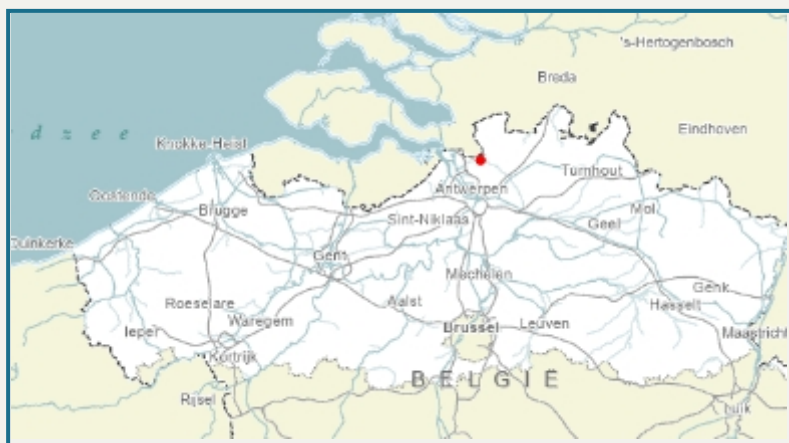 's-Hertogenbosch
Breda
d z e e
Eindhoven
Knokke-Heist
Turnhout
Antwerpen
Oostende
Mol
Brugge
Sint-Niklaas
Geel
Duinkerke
Gent
Mechelen
Genk
Roeselare
Aalst
Hasselt
Waregem
Brussel
Leuven
Ieper
Maastricht
Kortrijk
BELGIË
Rijsel
Luik